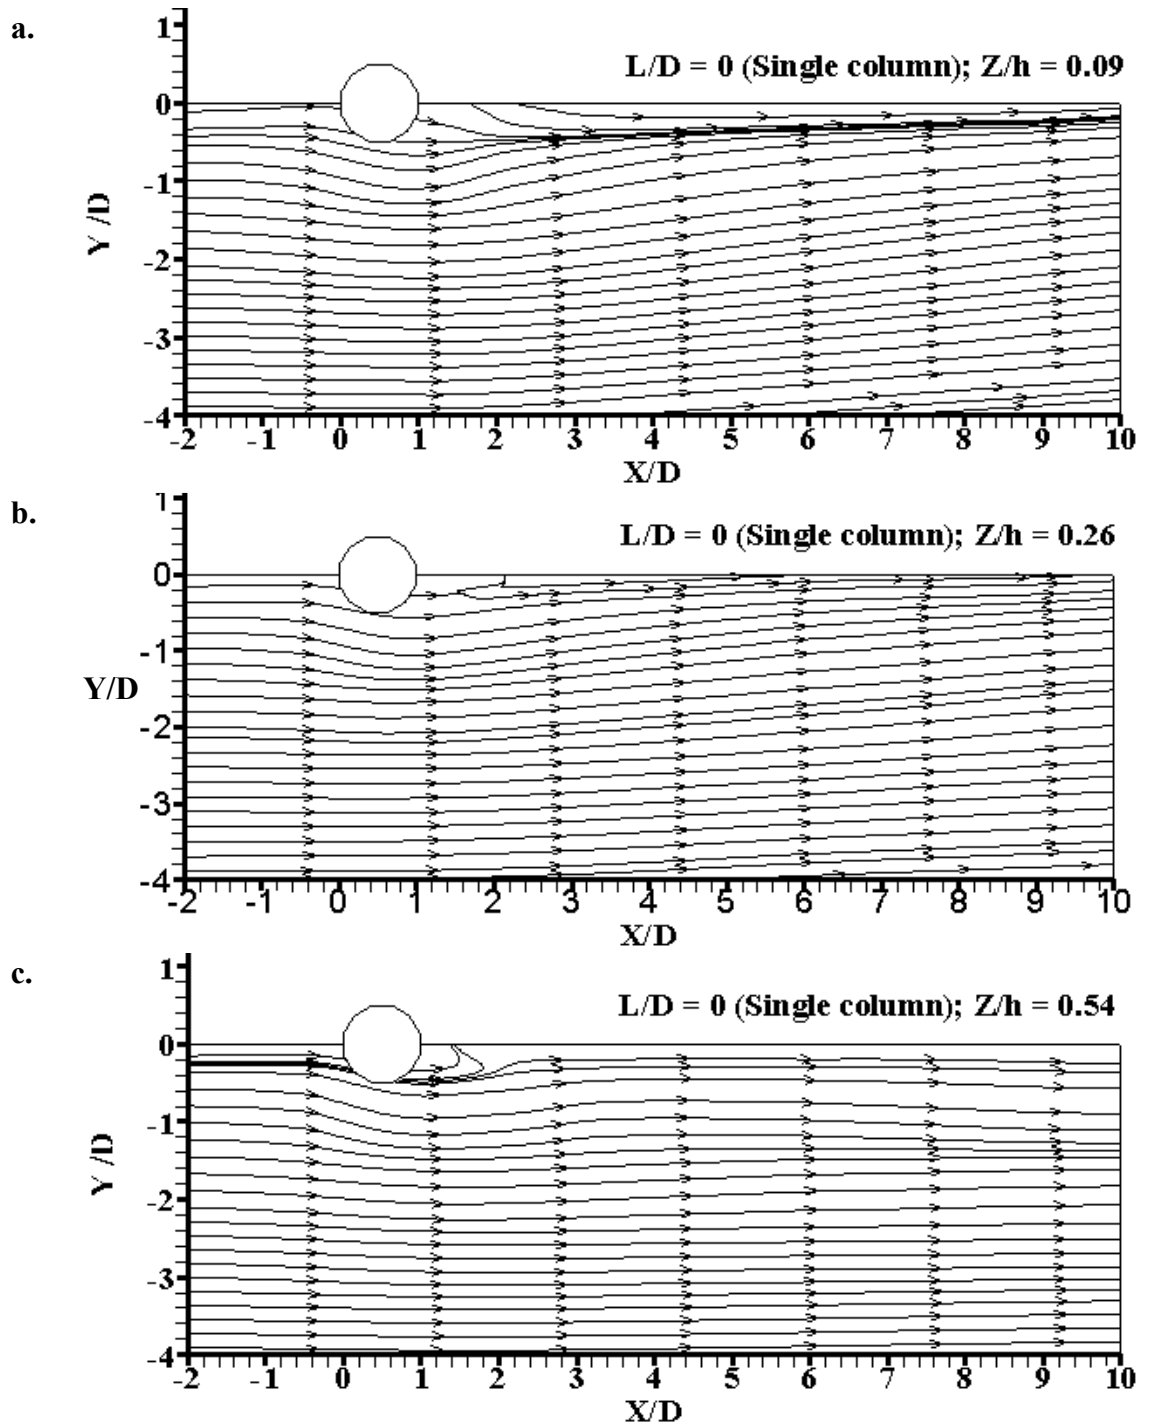 a.
1
L/D = 0 (Single column); Z/h = 0.09
0
-1
Y /D
-2
-3
-4
-2 -1 0 1 2 3 4 5 6 7 8 9 10
X/D
b.
1
L/D = 0 (Single column); Z/h = 0.26
0
-1
Y/D
-2
-3
-4
-2 -1 0 1 2 3 4 5 6 7 8 9 10
X/D
c.
1
L/D = 0 (Single column); Z/h = 0.54
0
-1
Y /D
-2
-3
-4
-2 -1 0 1 2 3 4 5 6 7 8 9 10
X/D